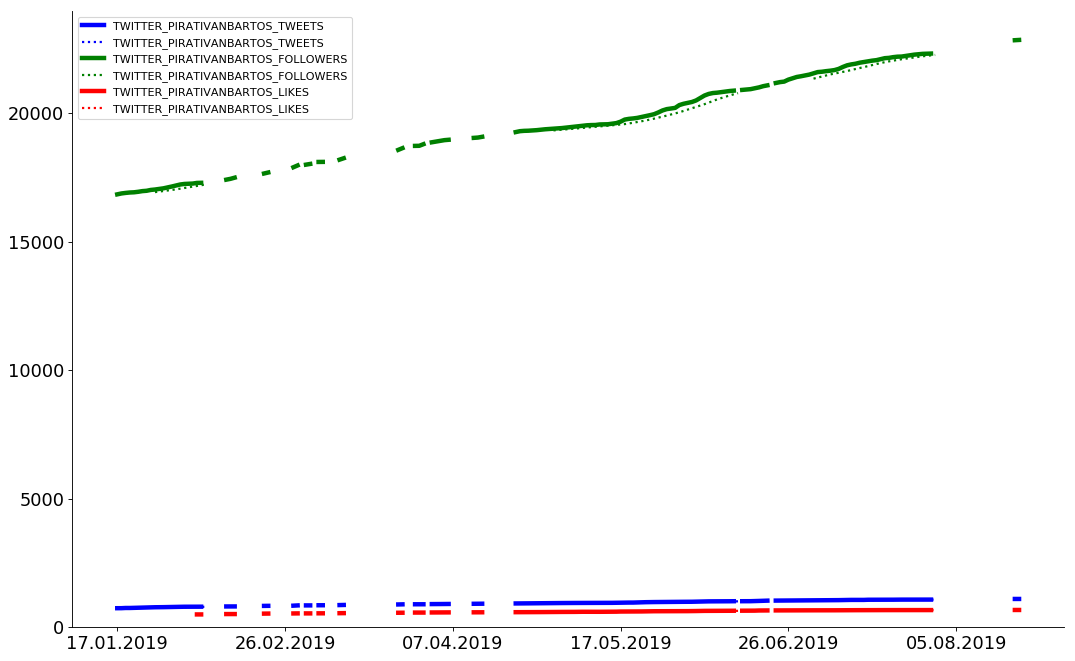 TWITTER_PIRATIVANBARTOS_TWEETS
TWITTER_PIRATIVANBARTOS_TWEETS
TWITTER_PIRATIVANBARTOS_FOLLOWERS
TWITTER_PIRATIVANBARTOS_FOLLOWERS
TWITTER_PIRATIVANBARTOS_LIKES
TWITTER_PIRATIVANBARTOS_LIKES
20000
15000
10000
5000
0
17.01.2019 26.02.2019 07.04.2019 17.05.2019 26.06.2019 05.08.2019